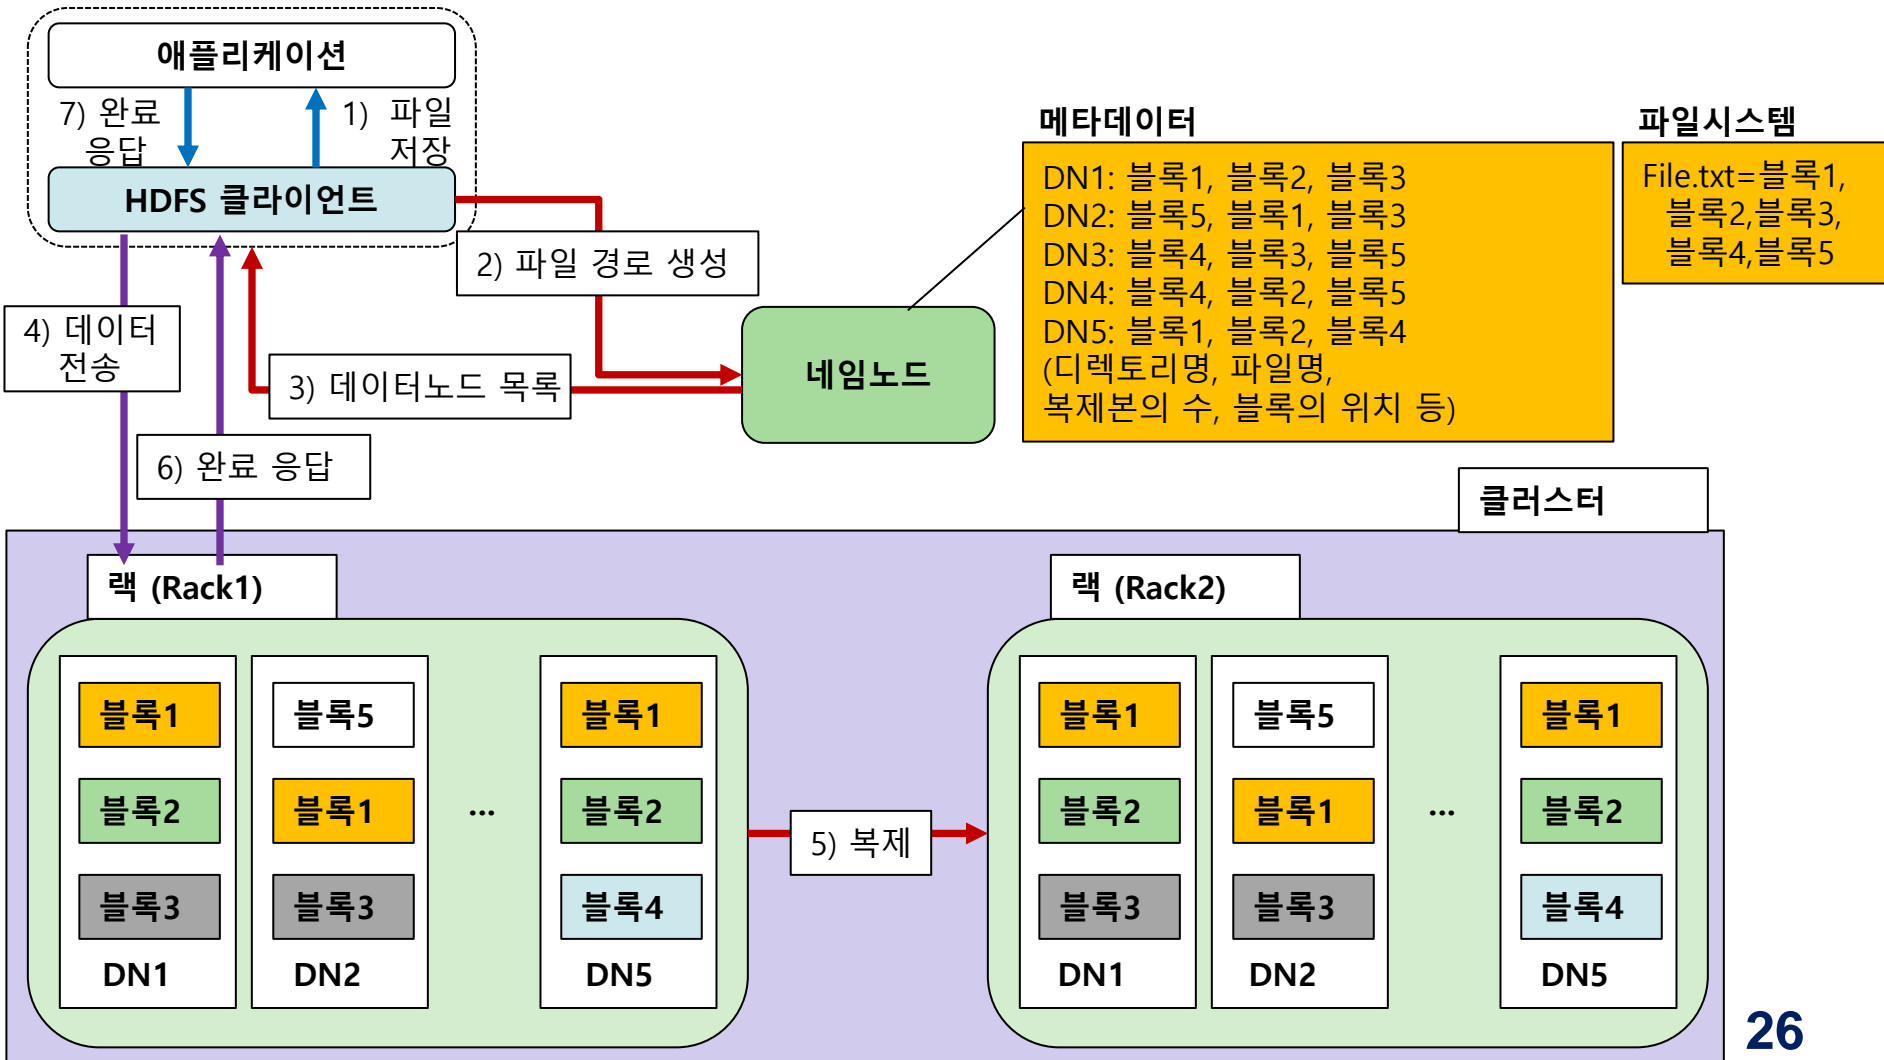 애플리케이션
7) 완료
응답
1) 파일
저장
HDFS 클라이언트
2) 파일 경로 생성
3) 데이터노드 목록
4) 데이터
전송
6) 완료 응답
네임노드
메타데이터
DN1: 블록1, 블록2, 블록3
DN2: 블록5, 블록1, 블록3
DN3: 블록4, 블록3, 블록5
DN4: 블록4, 블록2, 블록5
DN5: 블록1, 블록2, 블록4
(디렉토리명, 파일명,
복제본의 수, 블록의 위치 등)
파일시스템
File.txt=블록1,
블록2,블록3,
블록4,블록5
클러스터
랙 (Rack1)
블록1
블록2
블록3
DN1
블록5
블록1
블록3
DN2
...
블록1
블록2
블록4
DN5
5) 복제
랙 (Rack2)
블록1
블록2
블록3
DN1
블록5
블록1
블록3
DN2
...
블록1
블록2
블록4
DN5
26